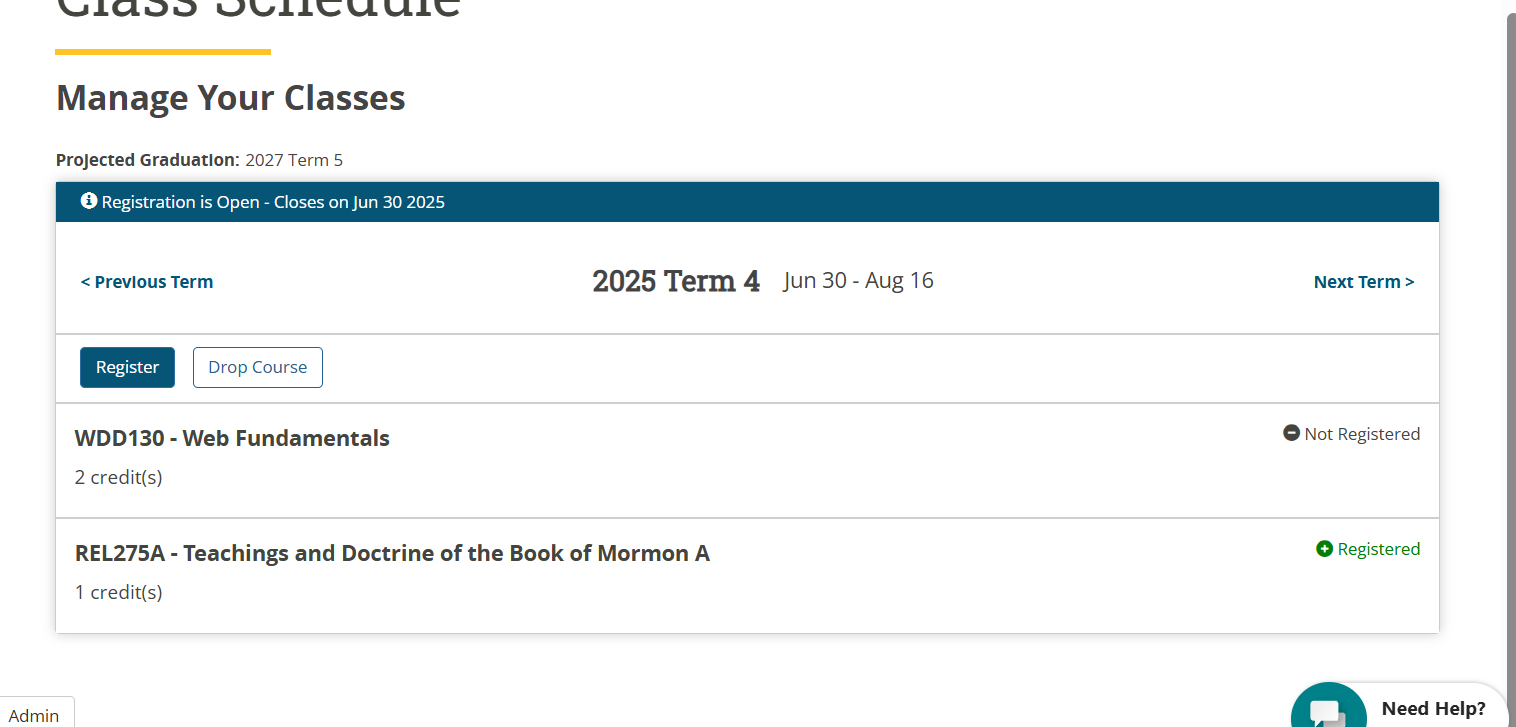 Class Schedule
Manage Your Classes
Projected Graduation: 2027 Term 5
Registration is Open - Closes on Jun 30 2025
< Previous Term 2025 Term 4 Jun 30 - Aug 16 Next Term >
Register Drop Course
WDD130 - Web Fundamentals Not Registered
2 credit(s)
REL275A - Teachings and Doctrine of the Book of Mormon A Registered
1 credit(s)
Admin Need Help?